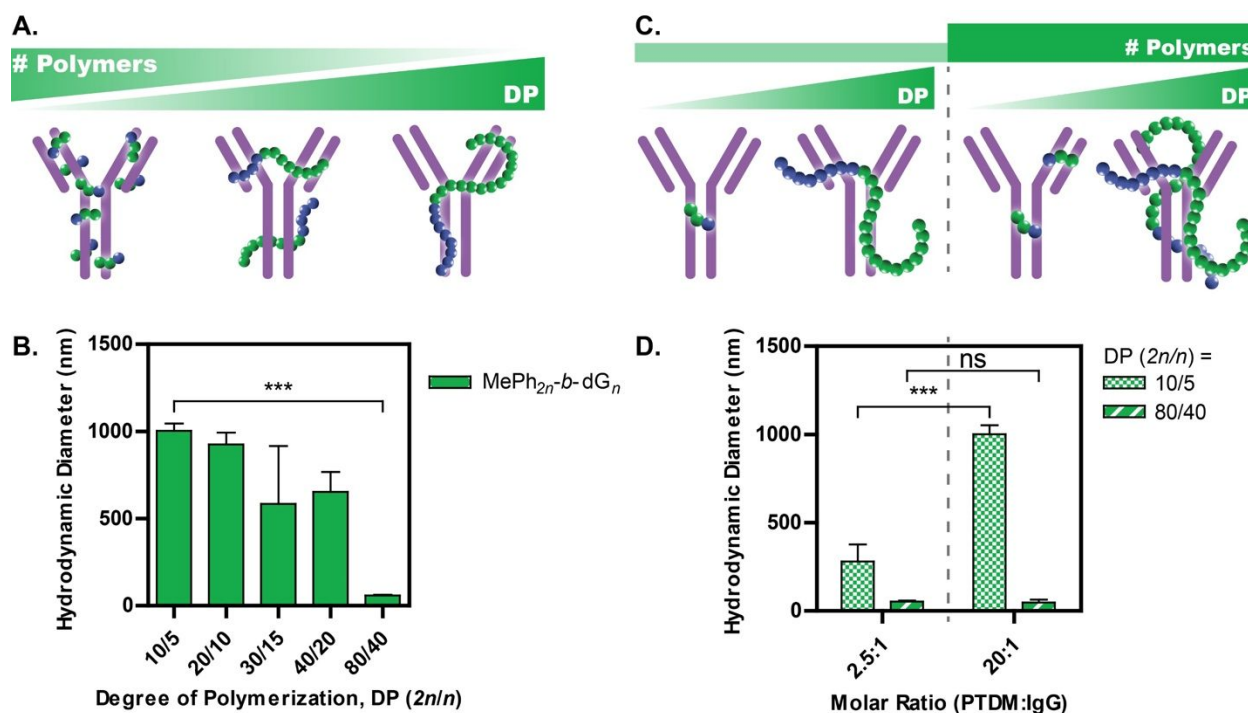 A.
# Polymers
DP
B.
Hydrodynamic Diameter (nm)
1500
1000
500
0
***
MePh2n-b-dGn
10/5
20/10
30/15
40/20
80/40
Degree of Polymerization, DP (2n/n)
C.
# Polymers
DP
DP
D.
Hydrodynamic Diameter (nm)
1500
1000
500
0
***
ns
DP (2n/n) =
10/5
80/40
2.5:1
20:1
Molar Ratio (PTDM:IgG)